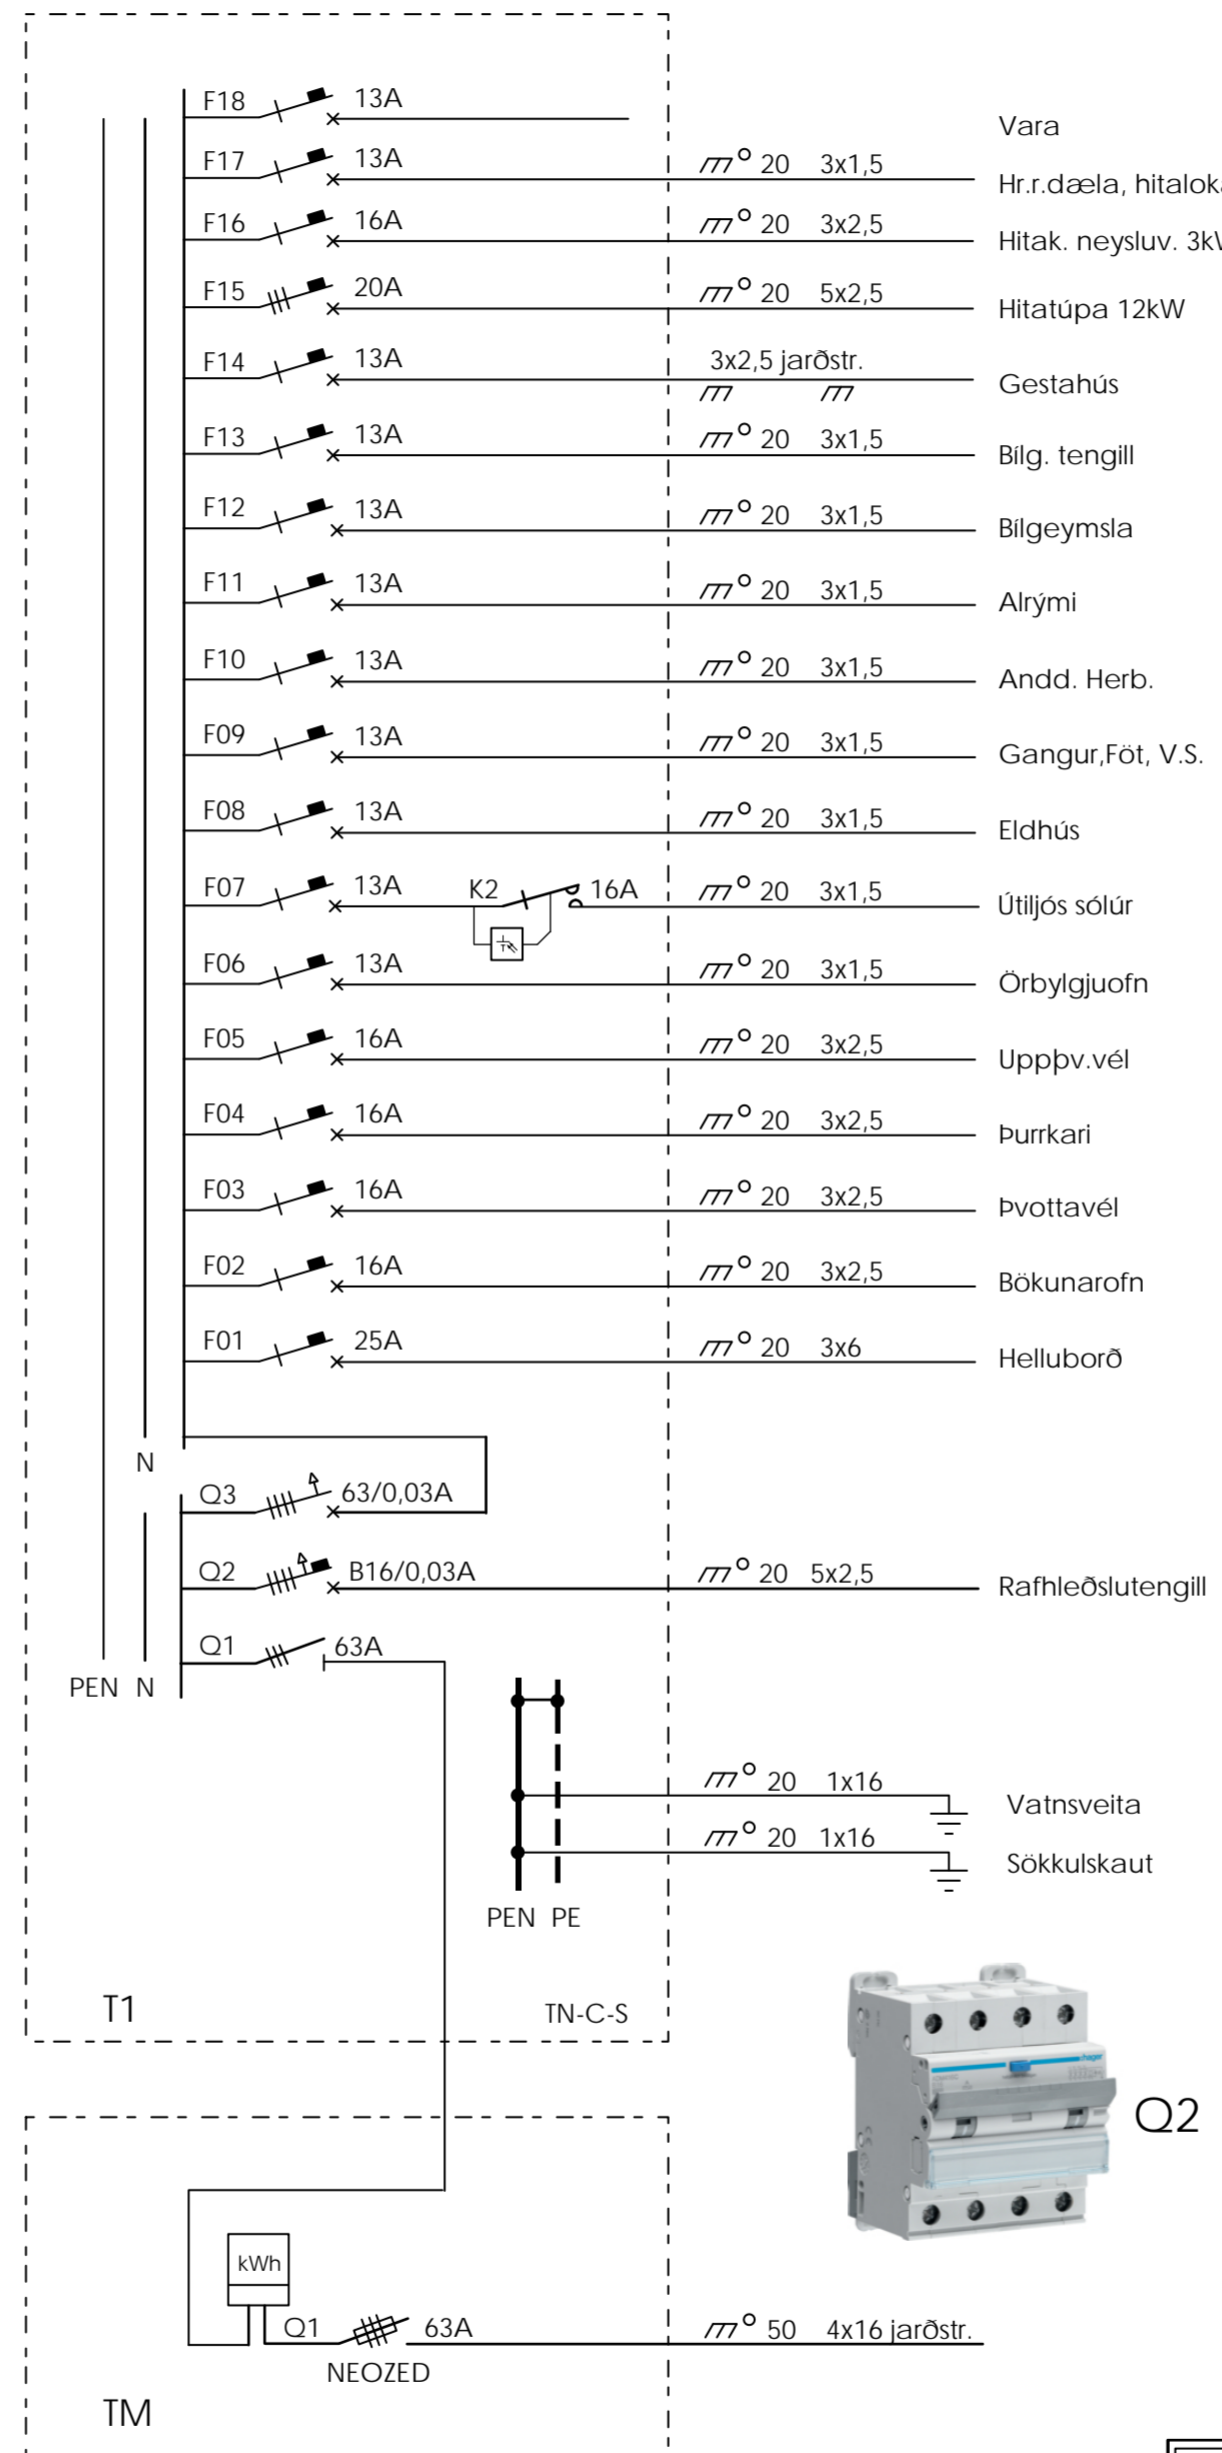 F18 13A Vara
F17 13A 20 3x1,5 Hr.r.dæla, hitaloka
F16 16A 20 3x2,5 Hitak. neysluv. 3kW
F15 20A 20 5x2,5 Hitatúpa 12kW
F14 13A 3x2,5 jarðstr. Gestahús
F13 13A 20 3x1,5 Bílg. tengill
F12 13A 20 3x1,5 Bílgeymsla
F11 13A 20 3x1,5 Alrými
F10 13A 20 3x1,5 Andd. Herb.
F09 13A 20 3x1,5 Gangur,Föt, V.S.
F08 13A 20 3x1,5 Eldhús
F07 13A K2 16A 20 3x1,5 Útiljós sólúr
F06 13A 20 3x1,5 Örbylgjuofn
F05 16A 20 3x2,5 Uppþv.vél
F04 16A 20 3x2,5 Þurrkari
F03 16A 20 3x2,5 Þvottavél
F02 16A 20 3x2,5 Bökunarofn
F01 25A 20 3x6 Helluborð
N
Q3 63/0,03A
Q2 B16/0,03A 20 5x2,5 Rafhleðslutengill
Q1 63A
PEN N
20 1x16 Vatnsveita
20 1x16 Sökkulskaut
PEN PE
T1 TN-C-S
hager
Q2
kWh
Q1 63A 50 4x16 jarðstr.
NEOZED
TM